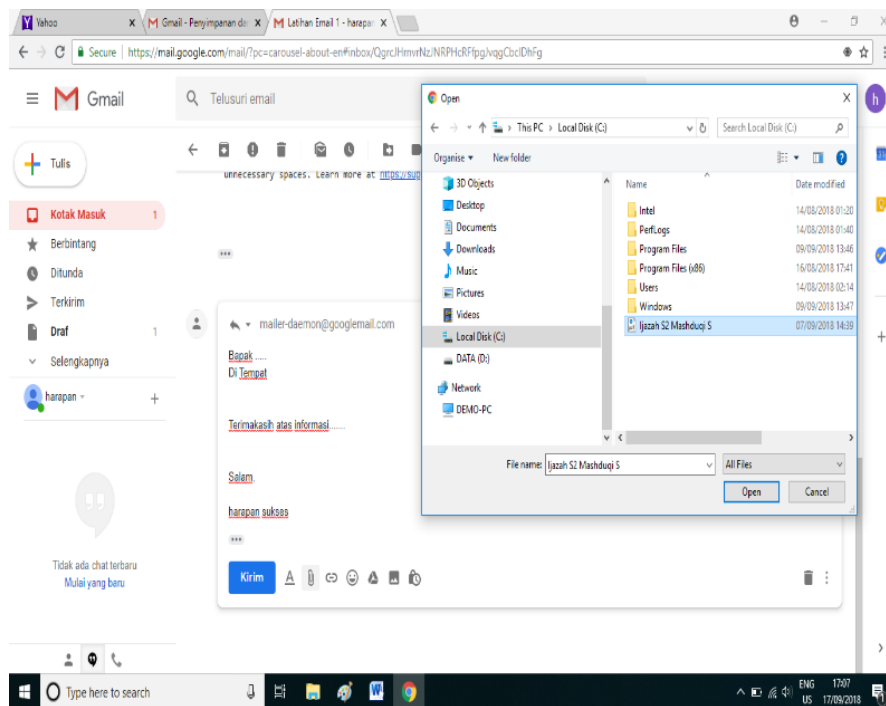 Yahoo
Gmail - Penyimpanan da
Latihan Email 1 - harapan
Secure
https://mail.google.com/mail/?pc=carousel-about-en#inbox/
Gmail
Telusuri email
Tulis
Kotak Masuk 1
Berbintang
Ditunda
Terkirim
Draf 1
Selengkapnya
harapan
Tidak ada chat terbaru
Mulai yang baru
unnecessary spaces. Learn more at https://sup
mailer-daemon@googlemail.com
Bapak .....
Di Tempat
Terimakasih atas informasi.......
Salam,
harapan sukses
Kirim
Open
This PC > Local Disk (C:)
Search Local Disk (C:)
Organise
New folder
3D Objects
Desktop
Documents
Downloads
Music
Pictures
Videos
Local Disk (C:)
DATA (D:)
Network
DEMO-PC
Name Date modified
Intel 14/08/2018 01:20
PerfLogs 14/08/2018 01:40
Program Files 09/09/2018 13:46
Program Files (x86) 16/08/2018 17:41
Users 14/08/2018 02:14
Windows 09/09/2018 13:47
Ijazah S2 Mashduqi S 07/09/2018 14:39
File name: Ijazah S2 Mashduqi S
All Files
Open
Cancel
h
Type here to search
ENG
US
17:07
17/09/2018